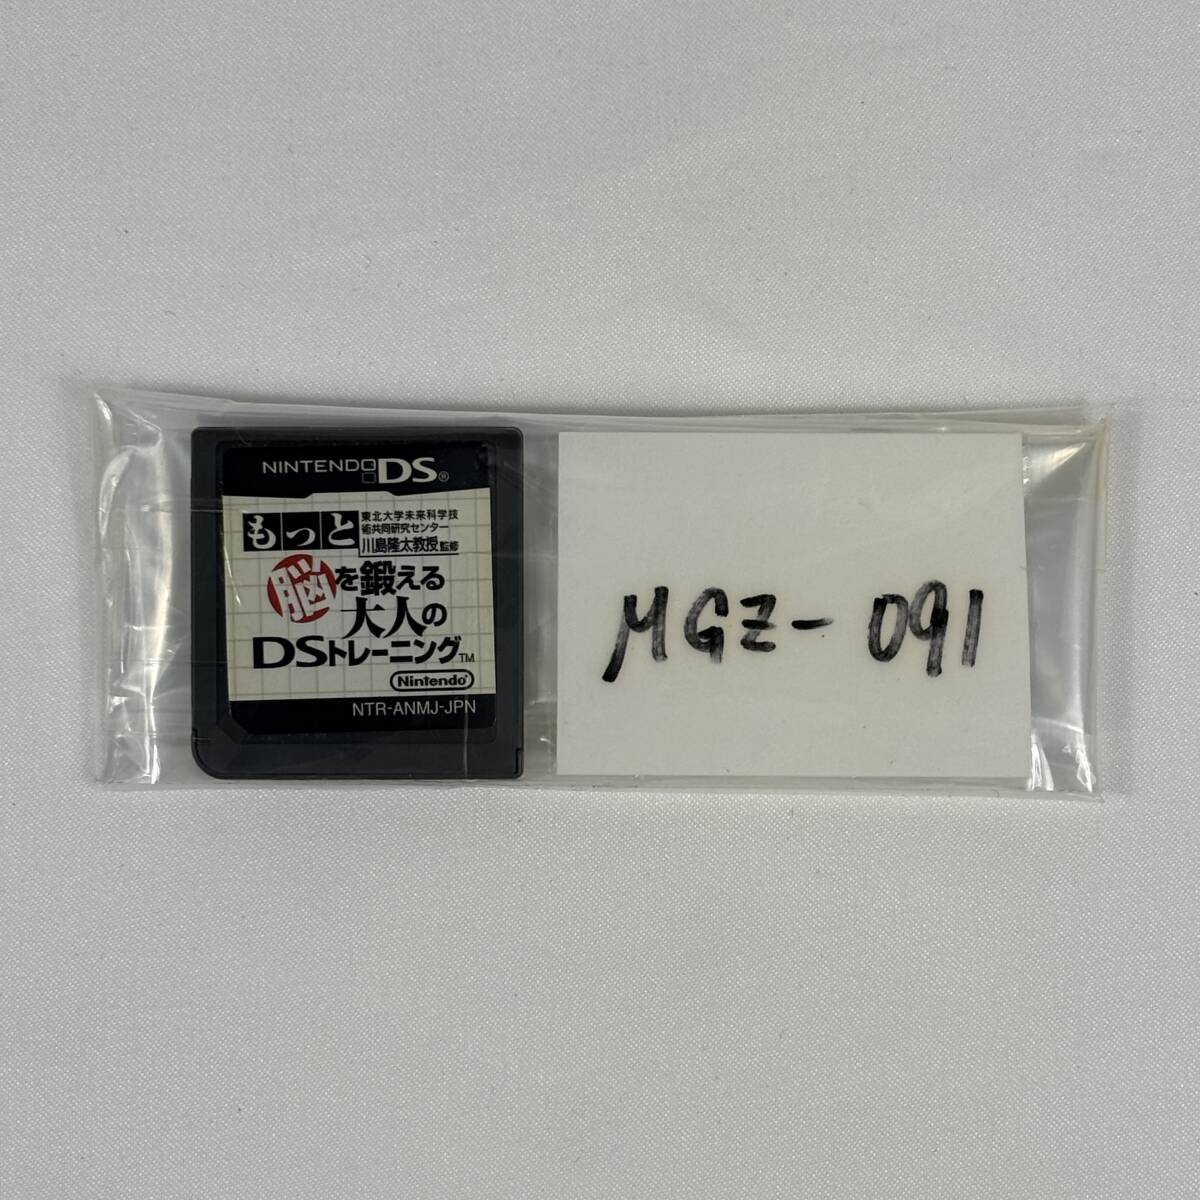 NINTENDO DS®
もっと
東北大学未来科学技
術共同研究センター
川島隆太教授監修
脳を鍛える
大人の
DSトレーニング™
Nintendo®
NTR-ANMJ-JPN
MGZ-091